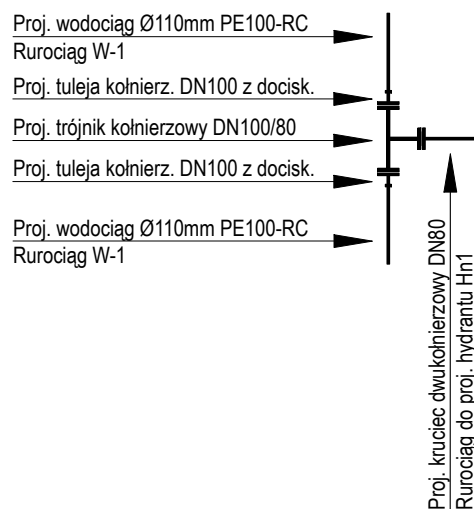 Proj. wodociąg Ø110mm PE100-RC
Rurociąg W-1
Proj. tuleja kołnierz. DN100 z docisk.
Proj. trójnik kołnierzowy DN100/80
Proj. tuleja kołnierz. DN100 z docisk.
Proj. wodociąg Ø110mm PE100-RC
Rurociąg W-1
Proj. kruciec dwukołnierzowy DN80
Rurociąg do proj. hydrantu Hn1